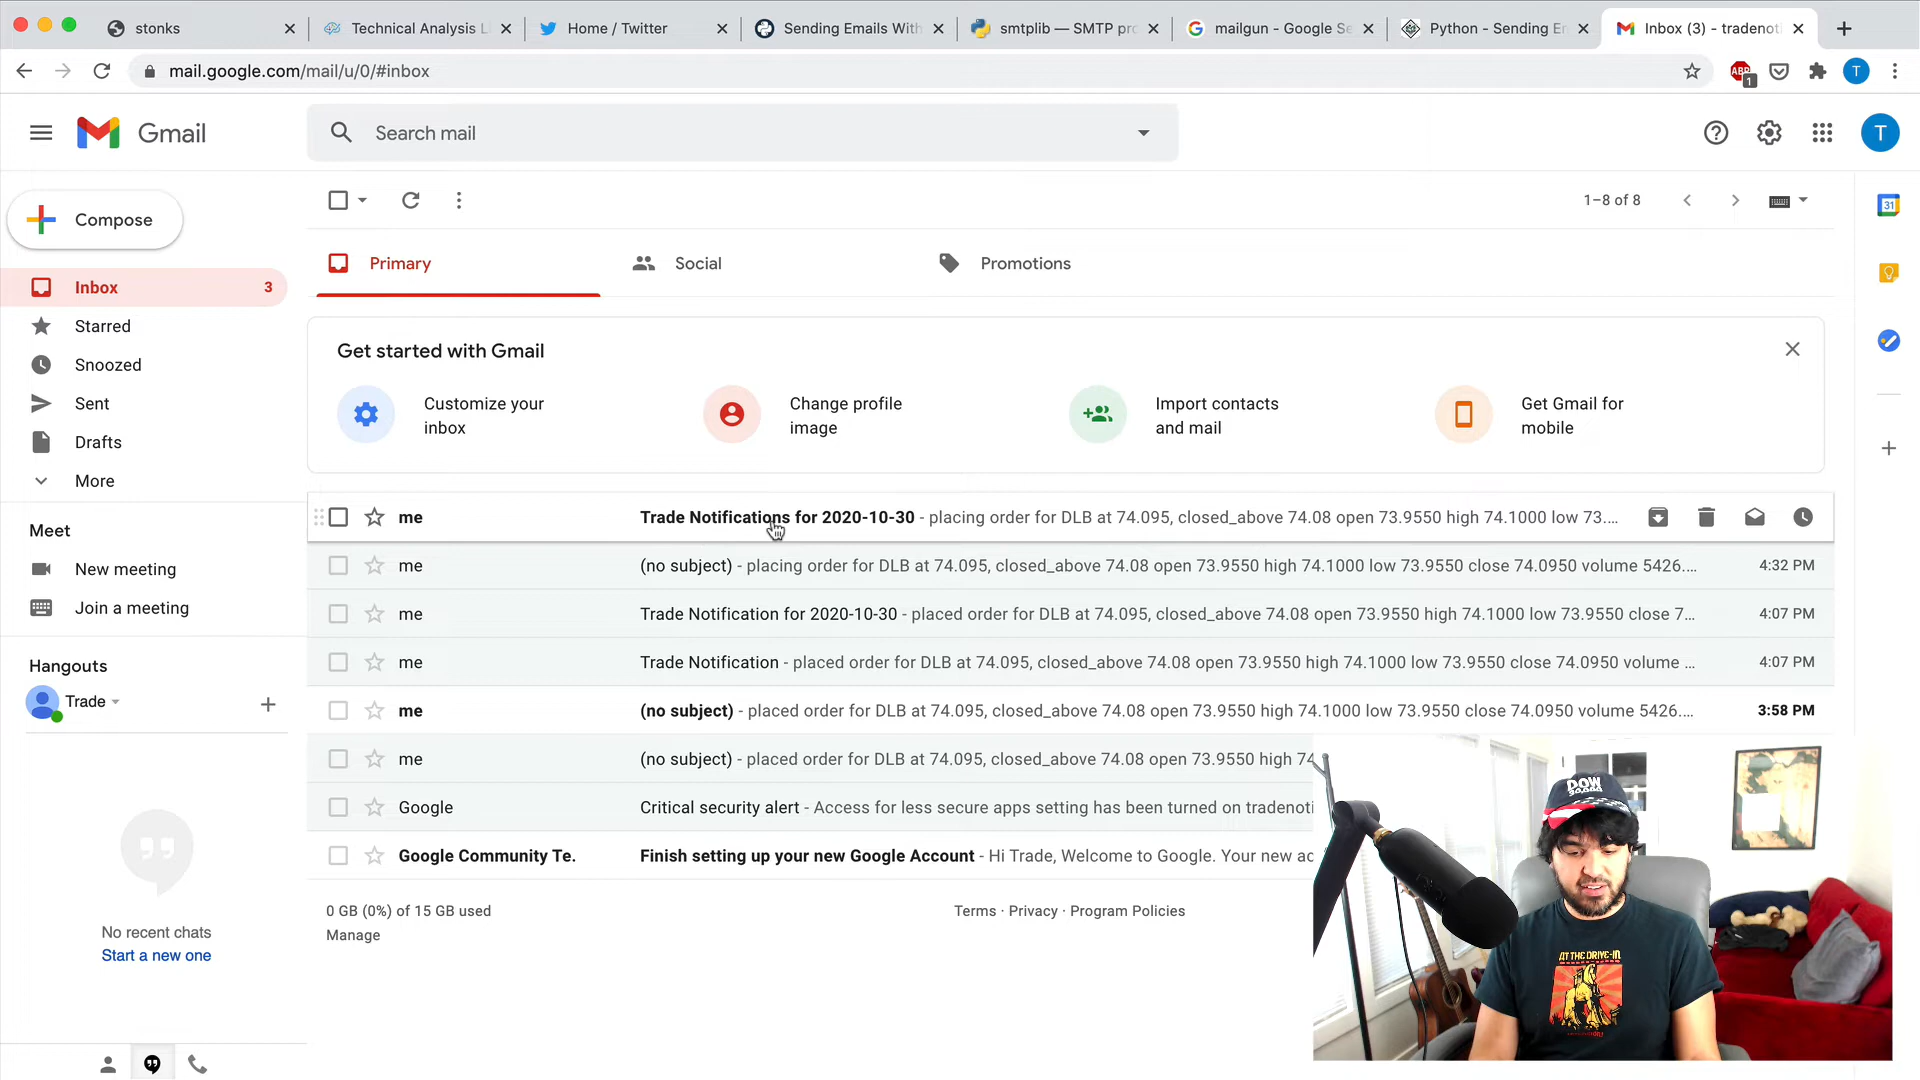 stonks
Technical Analysis L
Home / Twitter
Sending Emails With
smtplib — SMTP pro
mailgun - Google Se
Python - Sending Em
Inbox (3) - tradenoti
mail.google.com/mail/u/0/#inbox
ABP
1
T
Gmail
Search mail
T
Compose
1–8 of 8
31
Primary
Social
Promotions
Inbox
3
Starred
Snoozed
Sent
Drafts
More
Get started with Gmail
Customize your
inbox
Change profile
image
Import contacts
and mail
Get Gmail for
mobile
me
Trade Notifications for 2020-10-30 - placing order for DLB at 74.095, closed_above 74.08 open 73.9550 high 74.1000 low 73....
me
(no subject) - placing order for DLB at 74.095, closed_above 74.08 open 73.9550 high 74.1000 low 73.9550 close 74.0950 volume 5426....
4:32 PM
me
Trade Notification for 2020-10-30 - placed order for DLB at 74.095, closed_above 74.08 open 73.9550 high 74.1000 low 73.9550 close 7...
4:07 PM
me
Trade Notification - placed order for DLB at 74.095, closed_above 74.08 open 73.9550 high 74.1000 low 73.9550 close 74.0950 volume ...
4:07 PM
me
(no subject) - placed order for DLB at 74.095, closed_above 74.08 open 73.9550 high 74.1000 low 73.9550 close 74.0950 volume 5426....
3:58 PM
me
(no subject) - placed order for DLB at 74.095, closed_above 74.08 open 73.9550 high 74
Google
Critical security alert - Access for less secure apps setting has been turned on tradenoti
Google Community Te.
Finish setting up your new Google Account - Hi Trade, Welcome to Google. Your new ac
Meet
New meeting
Join a meeting
Hangouts
Trade
No recent chats
Start a new one
0 GB (0%) of 15 GB used
Manage
Terms · Privacy · Program Policies
DOW
30,000
AT THE DRIVE-IN